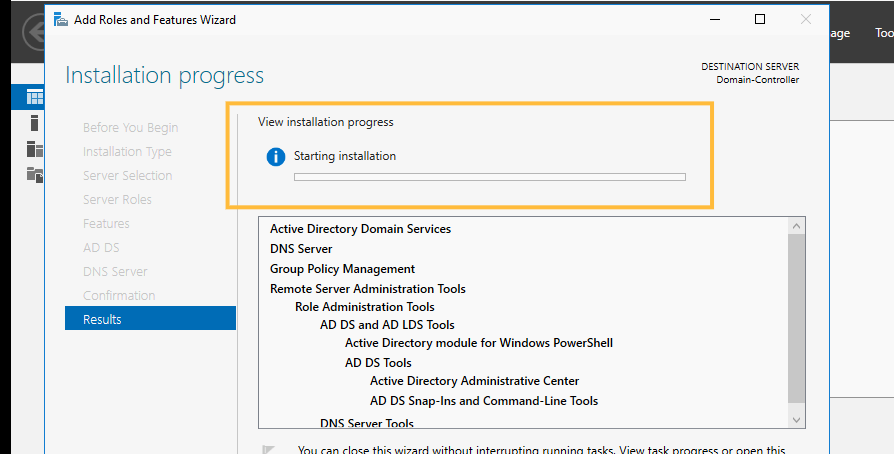 Add Roles and Features Wizard
age
Too
Installation progress
DESTINATION SERVER
Domain-Controller
Before You Begin
Installation Type
Server Selection
Server Roles
Features
AD DS
DNS Server
Confirmation
Results
View installation progress
Starting installation
Active Directory Domain Services
DNS Server
Group Policy Management
Remote Server Administration Tools
Role Administration Tools
AD DS and AD LDS Tools
Active Directory module for Windows PowerShell
AD DS Tools
Active Directory Administrative Center
AD DS Snap-Ins and Command-Line Tools
DNS Server Tools
You can close this wizard without interrupting running tasks. View task progress or open this